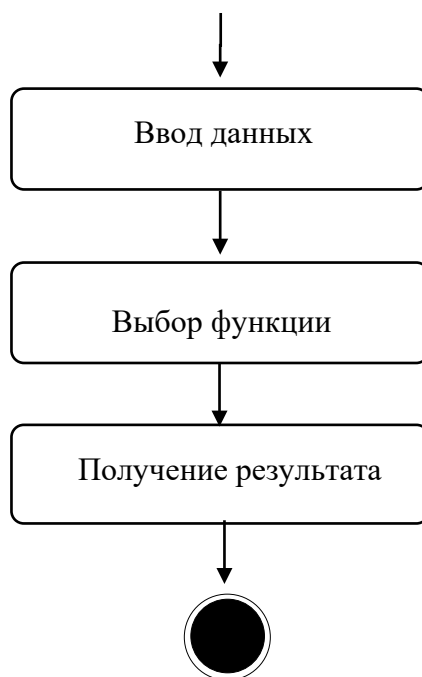 Ввод данных
Выбор функции
Получение результата